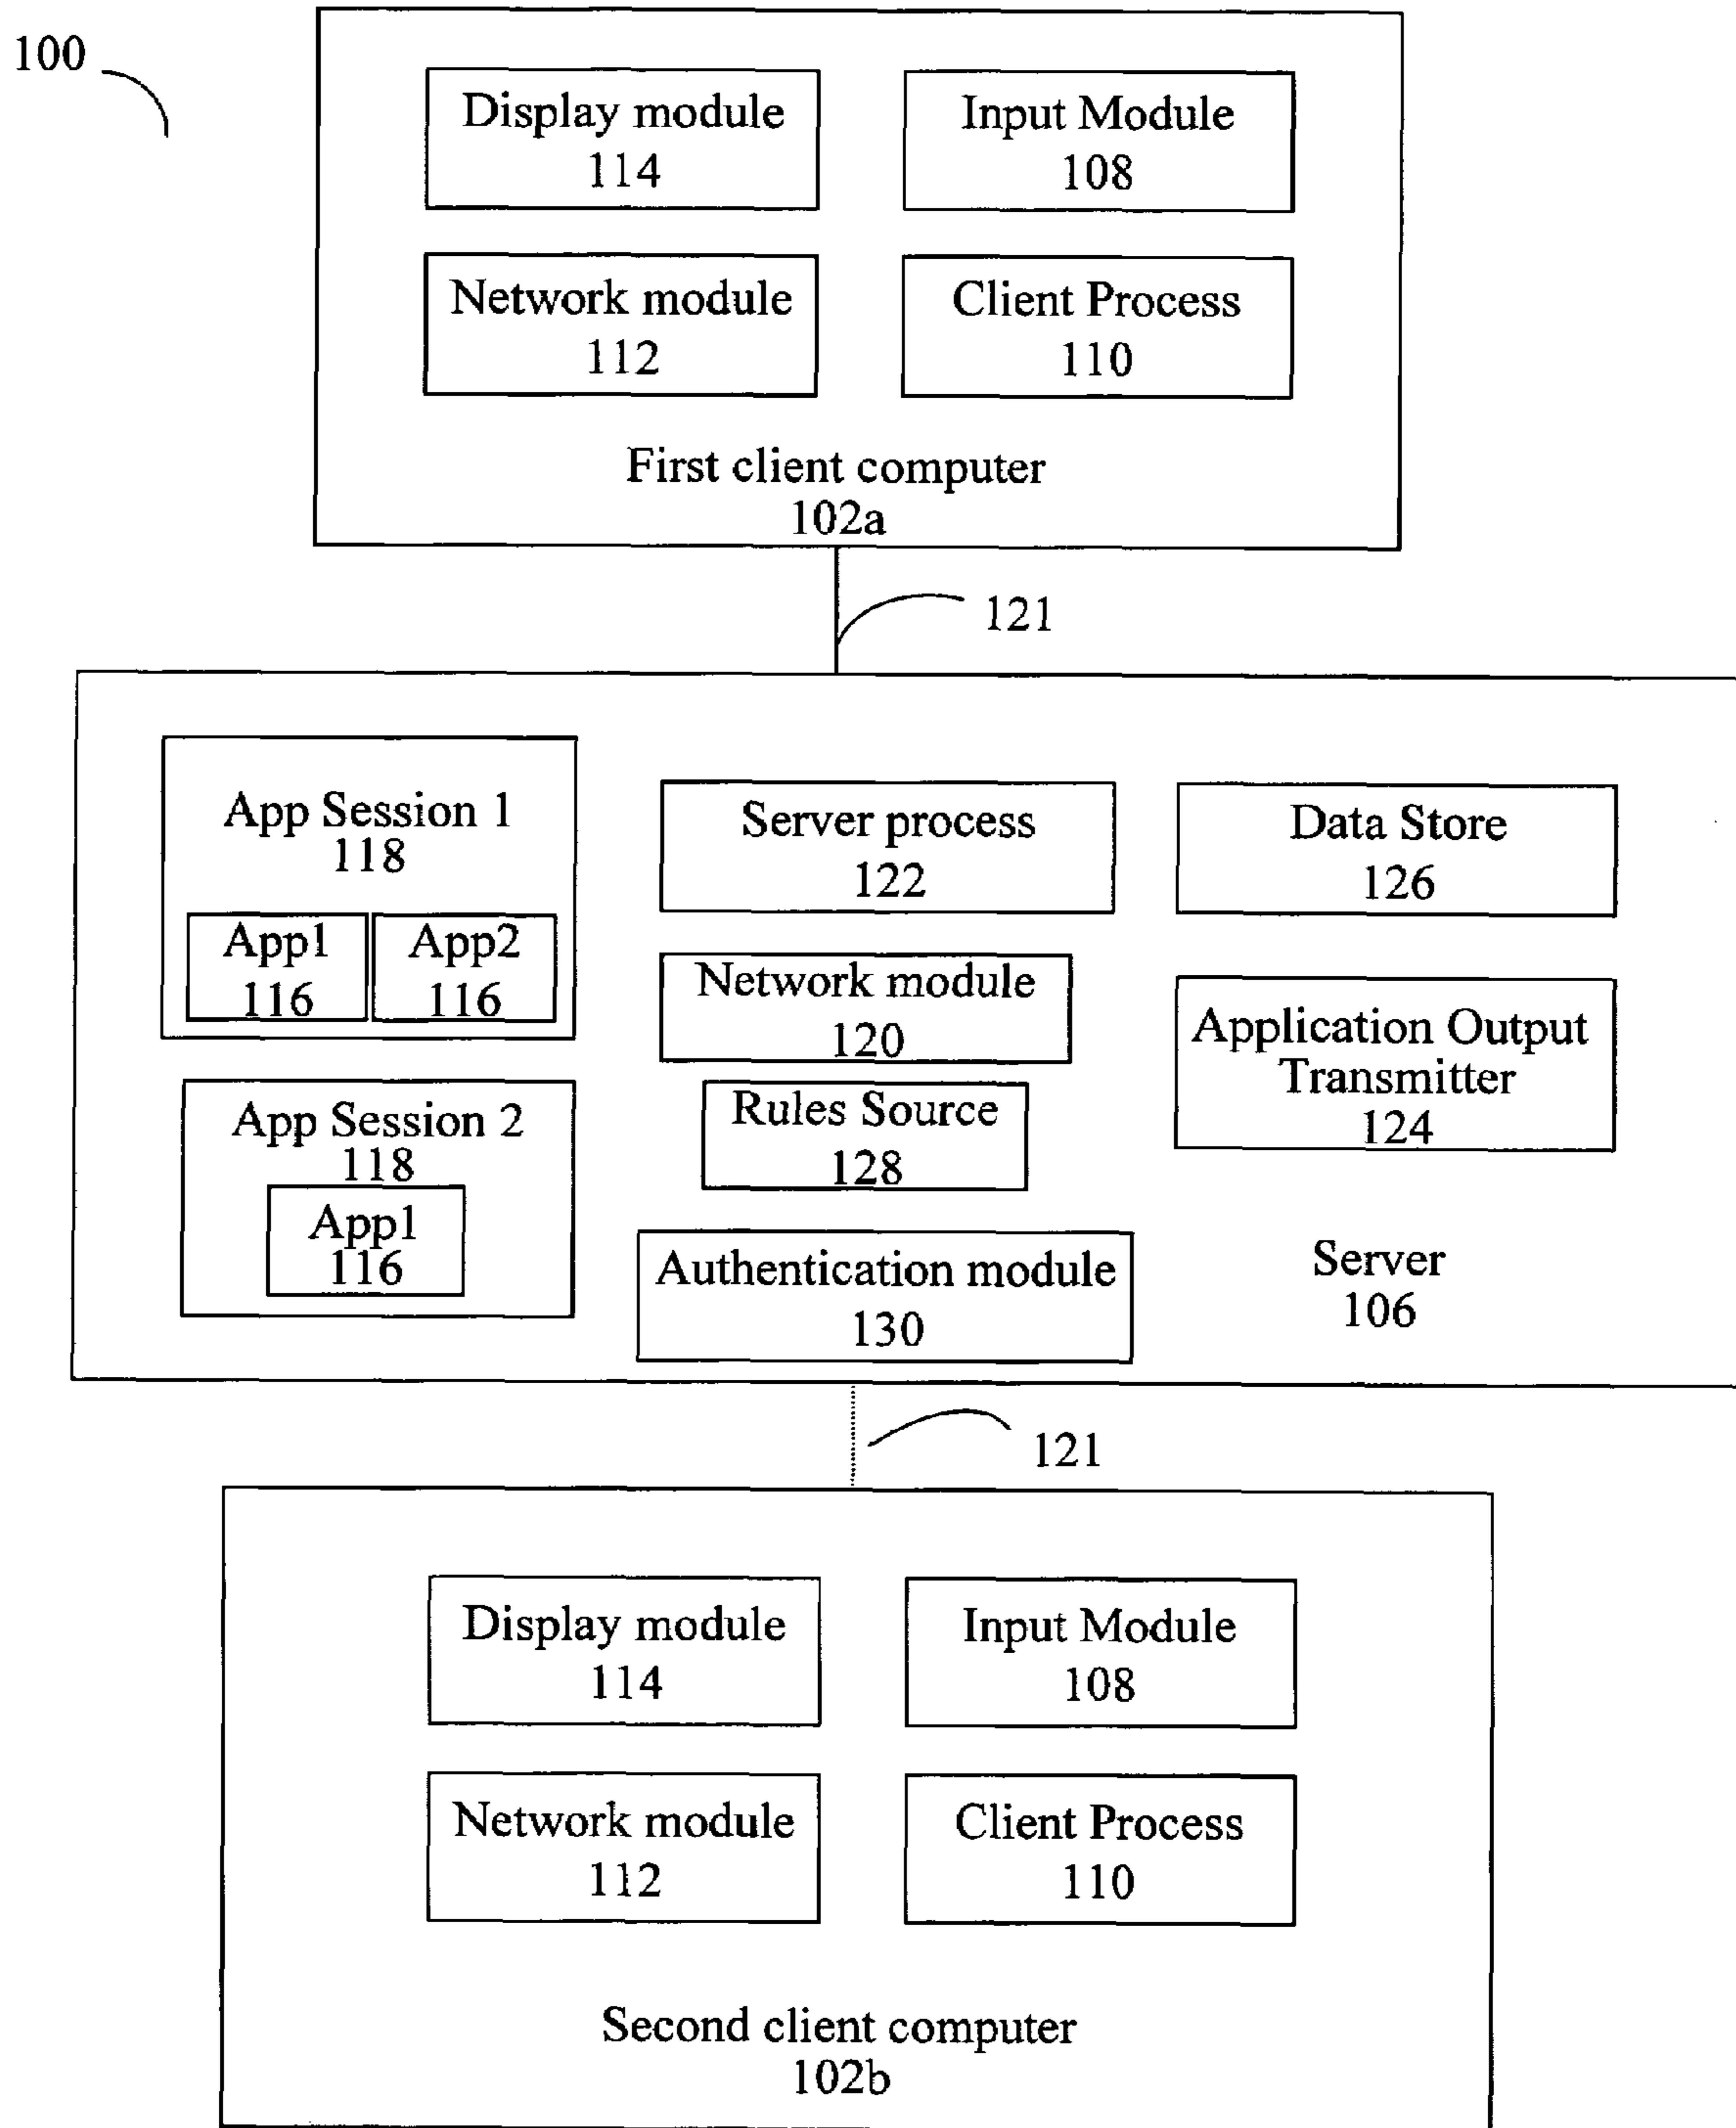 100
Display module
114
Input Module
108
Network module
112
Client Process
110
First client computer
102a
121
App Session 1
118
App1
116
App2
116
Server process
122
Data Store
126
Network module
120
Application Output
Transmitter
124
Rules Source
128
App Session 2
118
App1
116
Authentication module
130
Server
106
121
Display module
114
Input Module
108
Network module
112
Client Process
110
Second client computer
102b